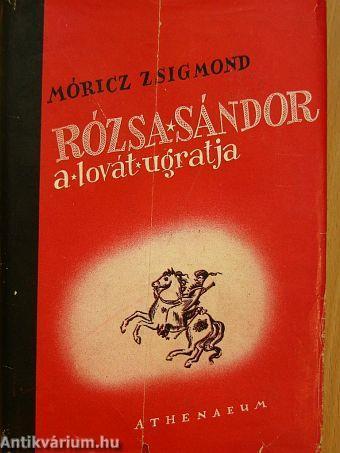 MÓRICZ ZSIGMOND
RÓZSA★SÁNDOR
a★lovát★ugratja
ATHENAEUM
Antikvárium.hu